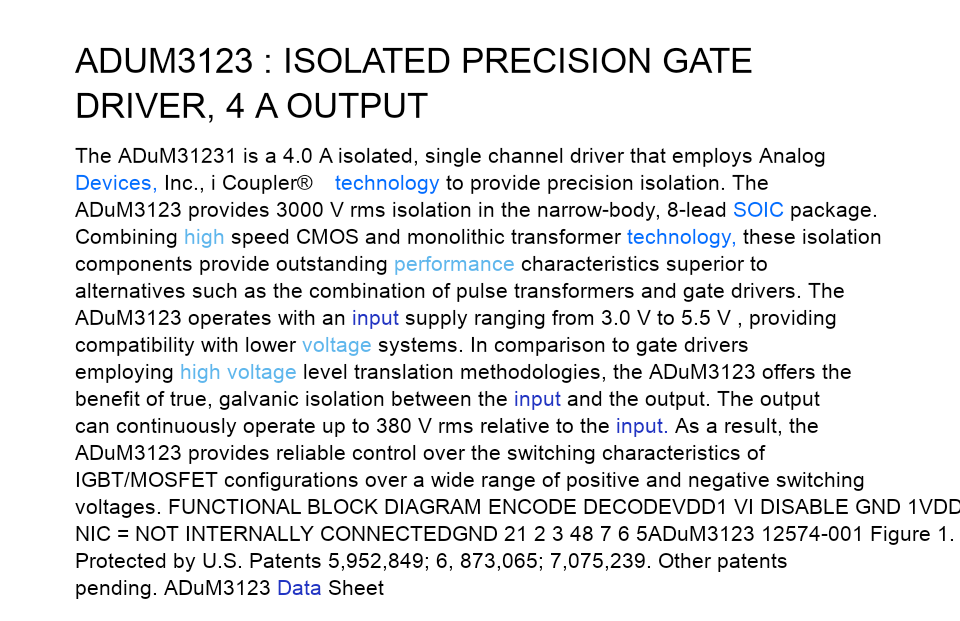 ADUM3123 : ISOLATED PRECISION GATE
DRIVER, 4 A OUTPUT
The ADuM31231 is a 4.0 A isolated, single channel driver that employs Analog
Devices, Inc., i Coupler® technology to provide precision isolation. The
ADuM3123 provides 3000 V rms isolation in the narrow-body, 8-lead SOIC package.
Combining high speed CMOS and monolithic transformer technology, these isolation
components provide outstanding performance characteristics superior to
alternatives such as the combination of pulse transformers and gate drivers. The
ADuM3123 operates with an input supply ranging from 3.0 V to 5.5 V , providing
compatibility with lower voltage systems. In comparison to gate drivers
employing high voltage level translation methodologies, the ADuM3123 offers the
benefit of true, galvanic isolation between the input and the output. The output
can continuously operate up to 380 V rms relative to the input. As a result, the
ADuM3123 provides reliable control over the switching characteristics of
IGBT/MOSFET configurations over a wide range of positive and negative switching
voltages. FUNCTIONAL BLOCK DIAGRAM ENCODE DECODEVDD1 VI DISABLE GND 1VDD
NIC = NOT INTERNALLY CONNECTEDGND 21 2 3 48 7 6 5ADuM3123 12574-001 Figure 1.
Protected by U.S. Patents 5,952,849; 6, 873,065; 7,075,239. Other patents
pending. ADuM3123 Data Sheet